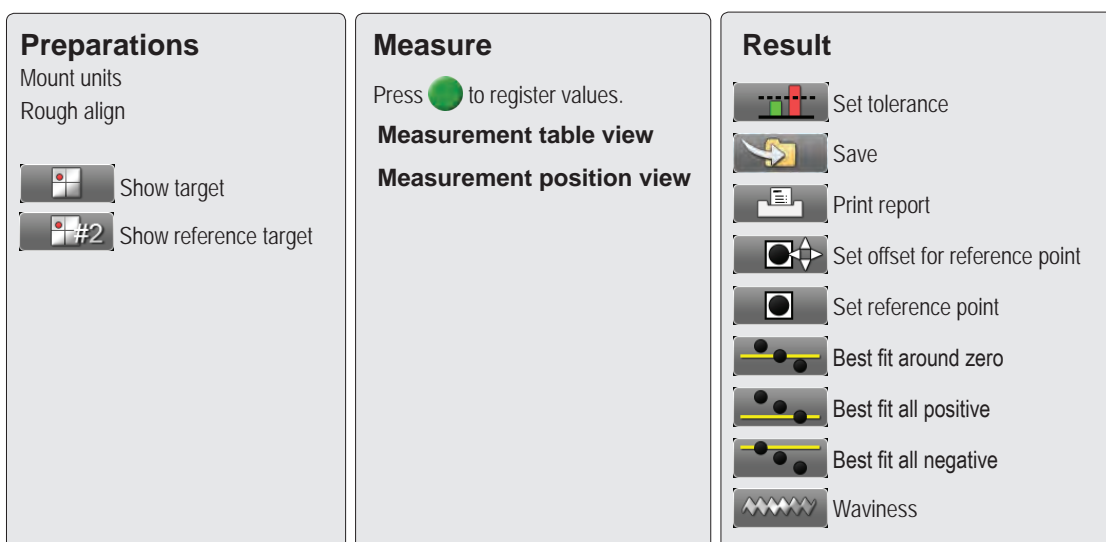 Preparations
Mount units
Rough align
Show target
#2 Show reference target
Measure
Press to register values.
Measurement table view
Measurement position view
Result
Set tolerance
Save
Print report
Set offset for reference point
Set reference point
Best fit around zero
Best fit all positive
Best fit all negative
Waviness